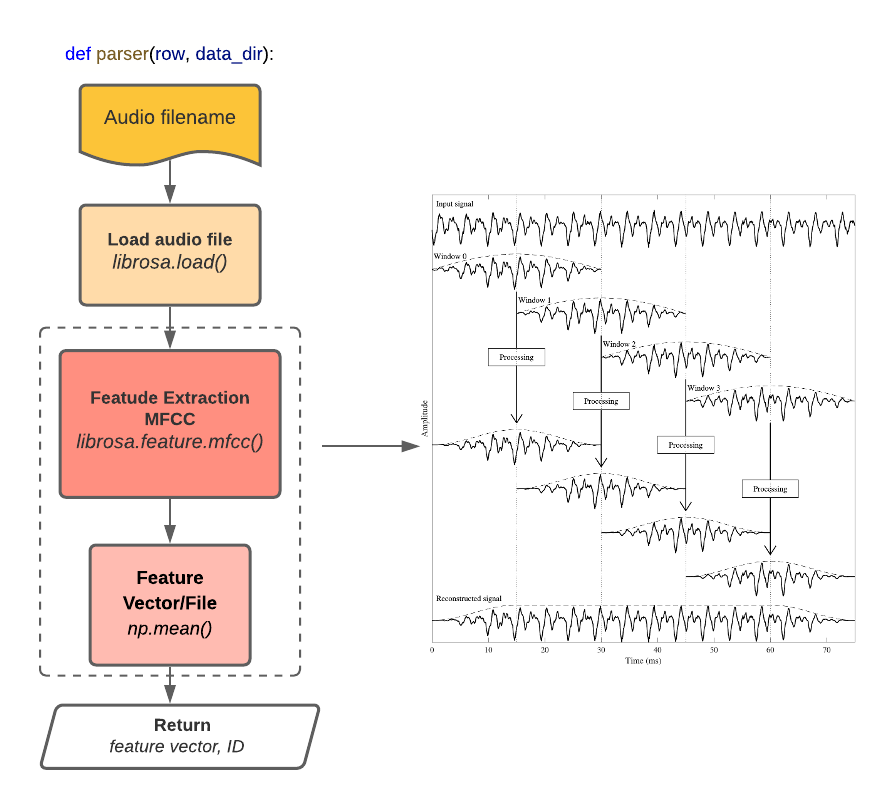 def parser(row, data_dir):
Audio filename
Load audio file
librosa.load()
Featude Extraction
MFCC
librosa.feature.mfcc()
Feature
Vector/File
np.mean()
Return
feature vector, ID
Input signal
Window 0
Window 1
Window 2
Window 3
Processing
Processing
Processing
Processing
Amplitude
Reconstructed signal
0 10 20 30 40 50 60 70
Time (ms)